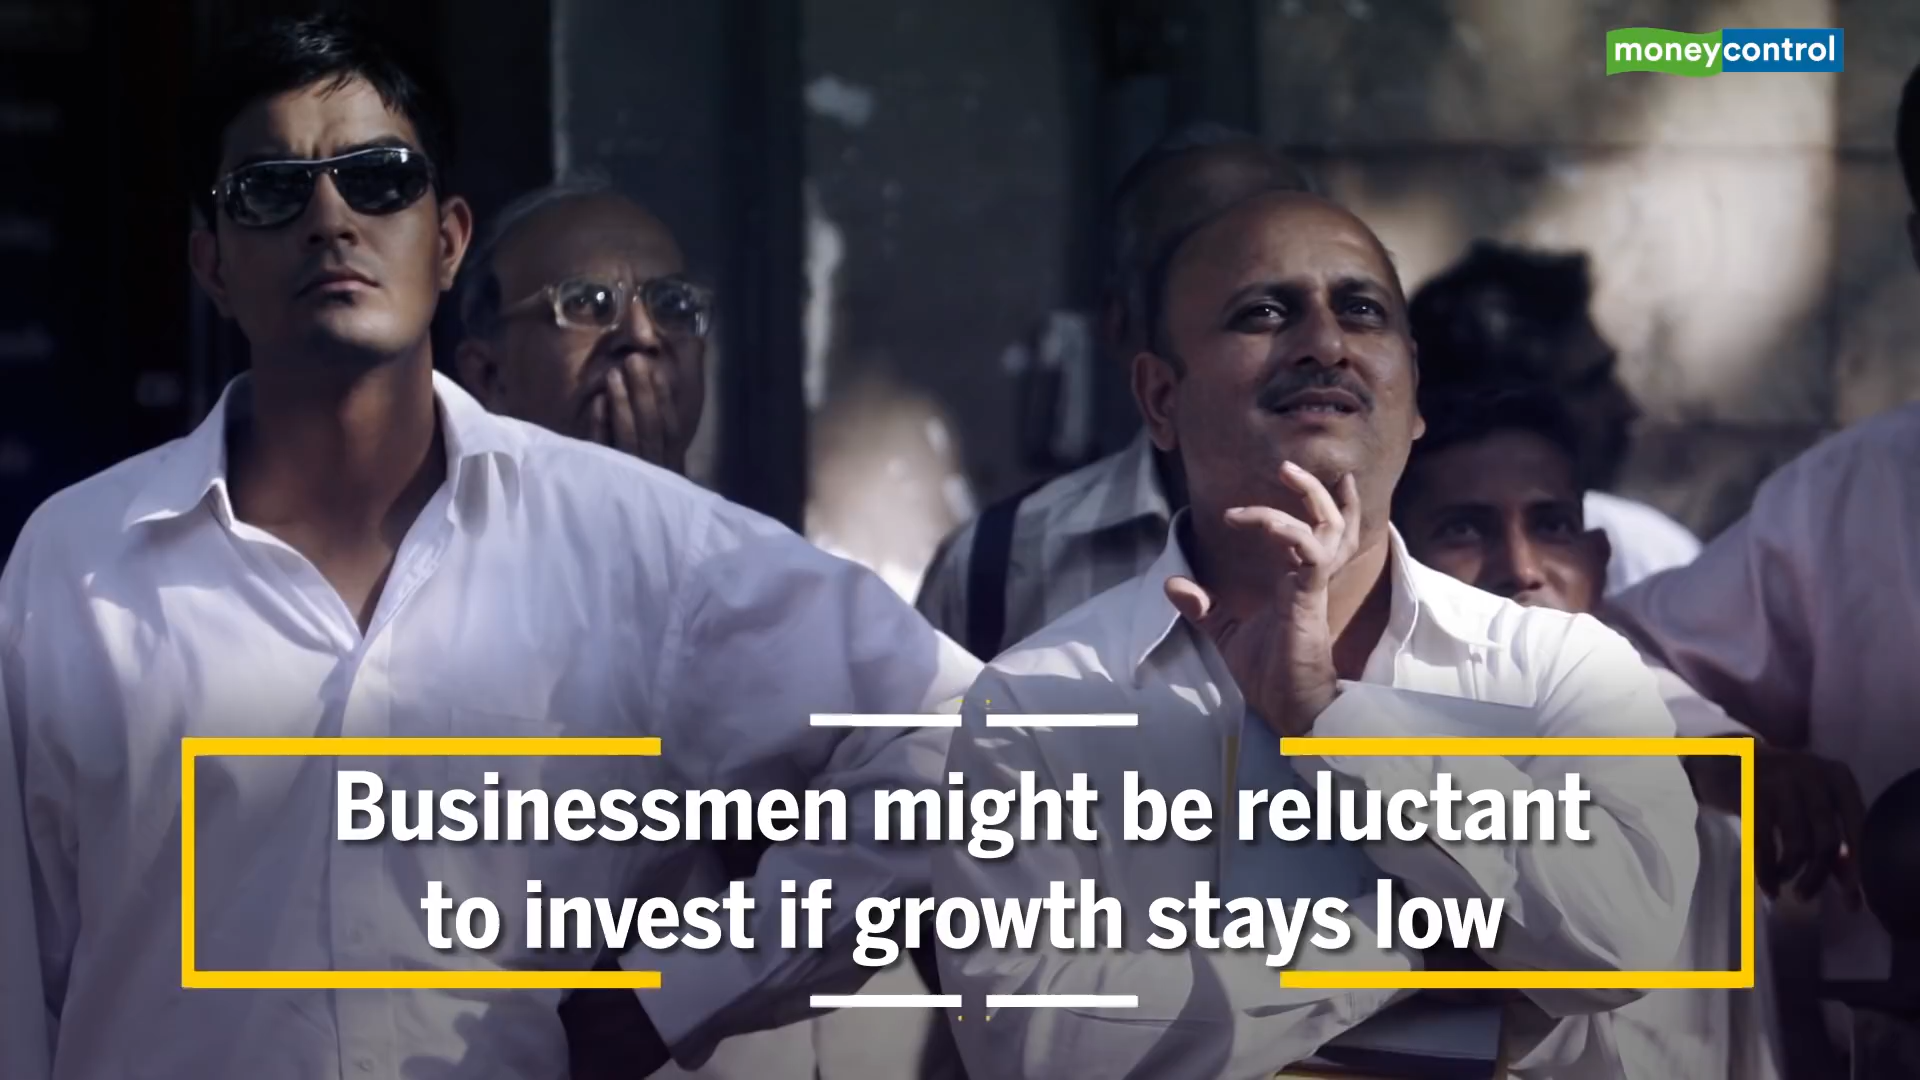 moneycontrol
Businessmen might be reluctant
to invest if growth stays low